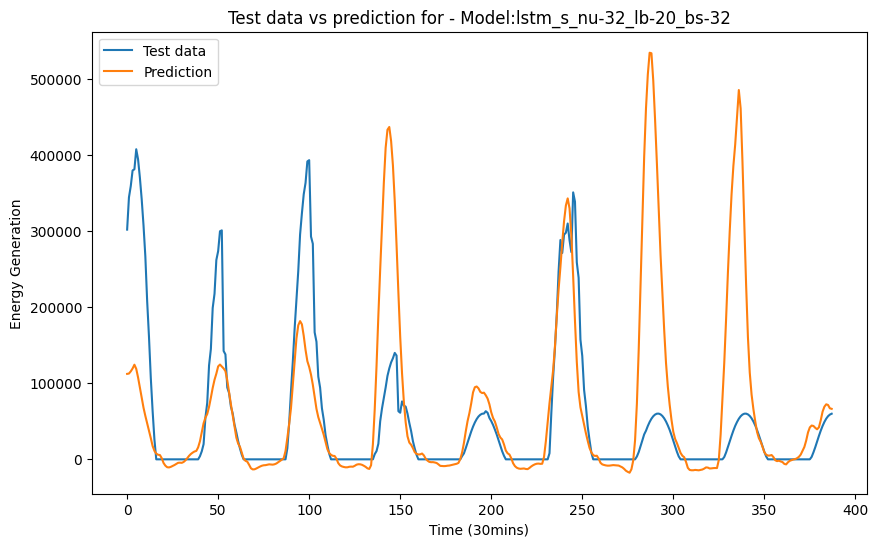 Test data vs prediction for - Model:lstm_s_nu-32_lb-20_bs-32
Test data
Prediction
Energy Generation
500000
400000
300000
200000
100000
0
0 50 100 150 200 250 300 350 400
Time (30mins)